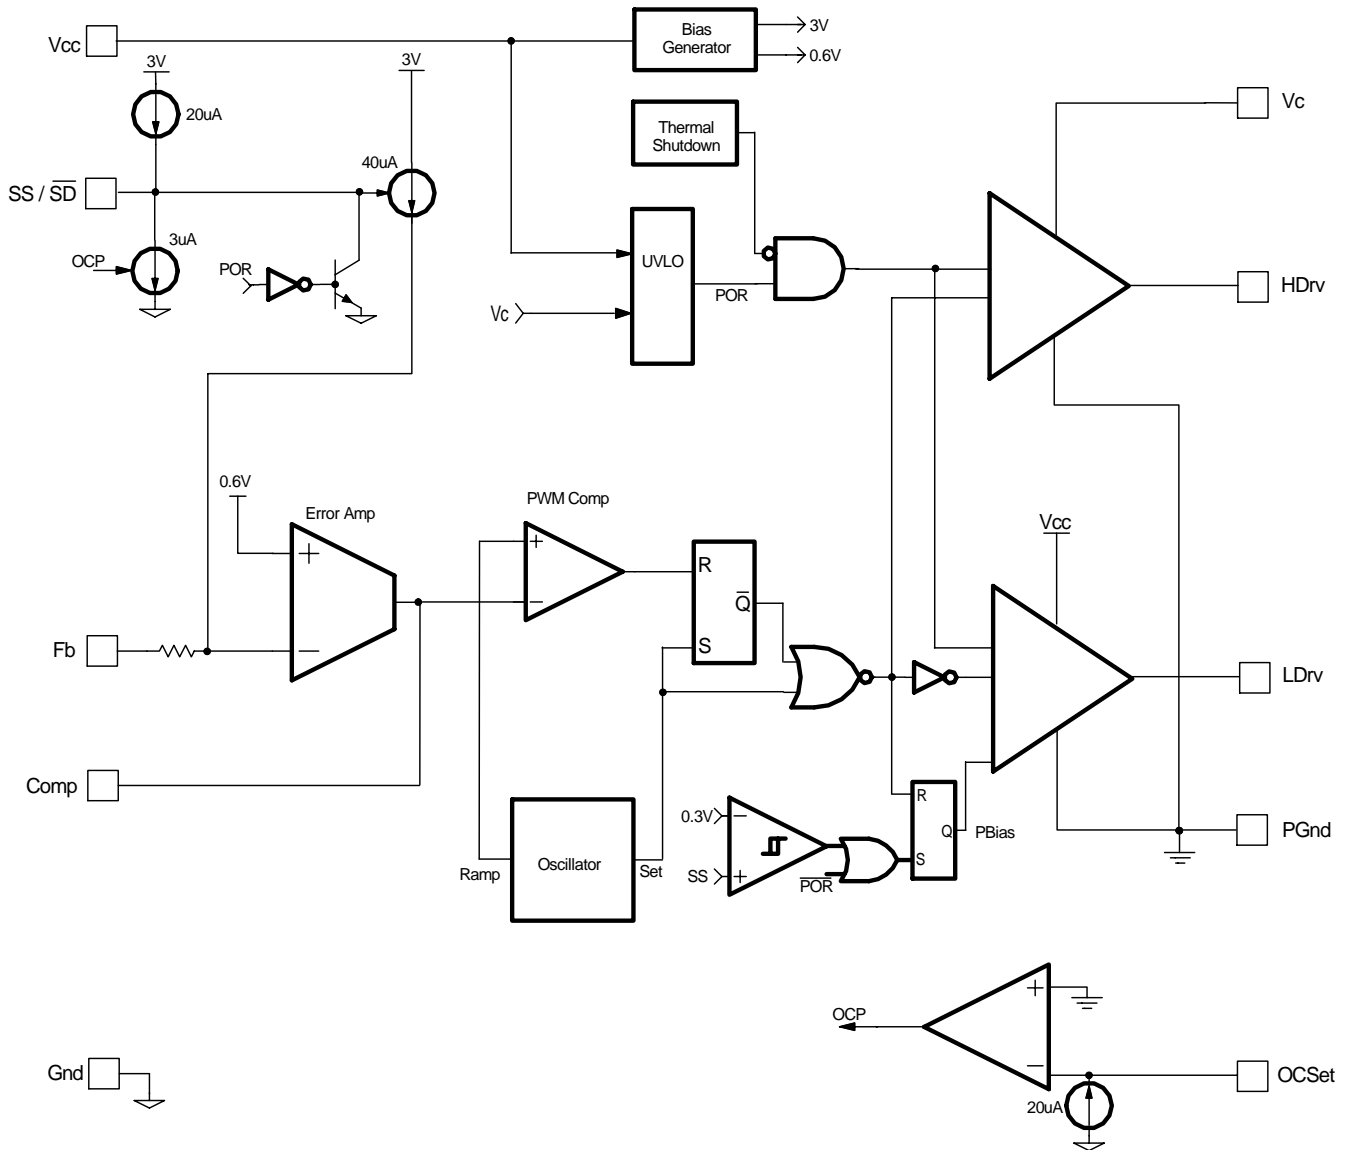 Vcc
Bias
Generator
3V
0.6V
3V
20uA
3V
Thermal
Shutdown
Vc
40uA
SS / SD
3uA
OCP
POR
UVLO
POR
Vc
HDrv
0.6V
Error Amp
+
−
PWM Comp
+
−
R
Q
S
Vcc
Fb
LDrv
Comp
Oscillator
Ramp
Set
0.3V
−
SS
+
POR
R
Q
S
PBias
PGnd
OCP
+
−
Gnd
OCSet
20uA